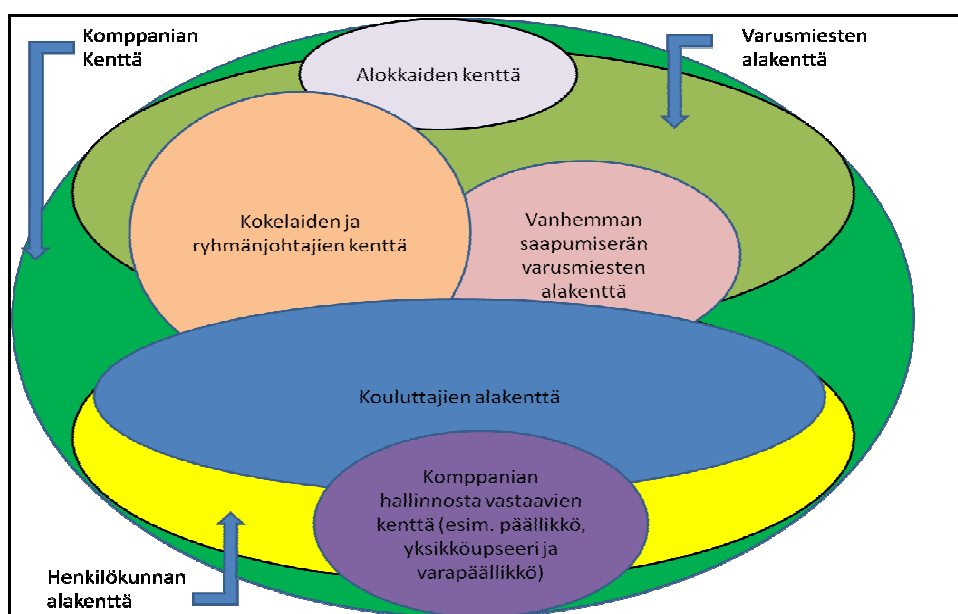 Komppanian
Kenttä
Varusmiesten
alakenttä
Alokkaiden kenttä
Kokelaiden ja
ryhmänjohtajien kenttä
Vanhemman
saapumiserän
varusmiesten
alakenttä
Kouluttajien alakenttä
Komppanian
hallinnosta vastaavien
kenttä (esim. päällikkö,
yksikköupseeri ja
varapäällikkö)
Henkilökunnan
alakenttä